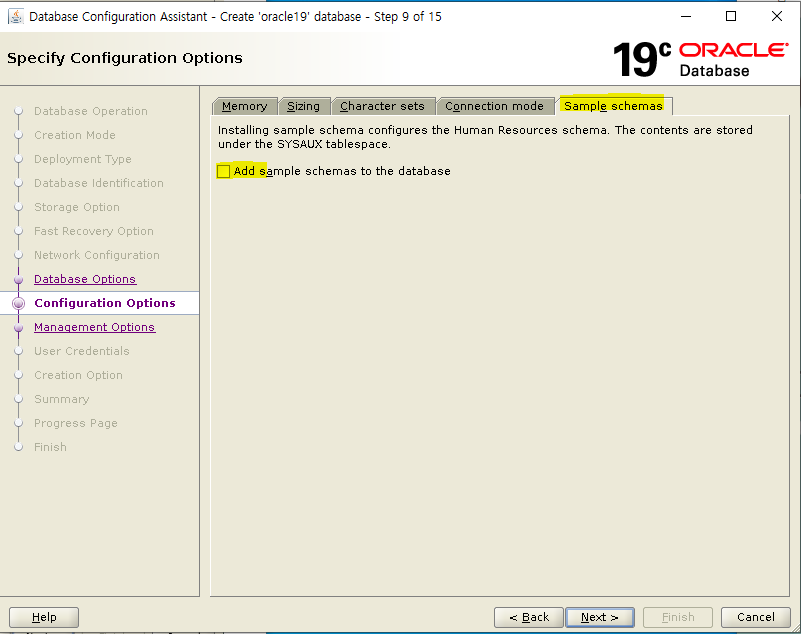 Database Configuration Assistant - Create 'oracle19' database - Step 9 of 15
Specify Configuration Options
19c ORACLE
Database
Database Operation
Creation Mode
Deployment Type
Database Identification
Storage Option
Fast Recovery Option
Network Configuration
Database Options
Configuration Options
Management Options
User Credentials
Creation Option
Summary
Progress Page
Finish
Memory Sizing Character sets Connection mode Sample schemas
Installing sample schema configures the Human Resources schema. The contents are stored
under the SYSAUX tablespace.
Add sample schemas to the database
Help < Back Next > Finish Cancel